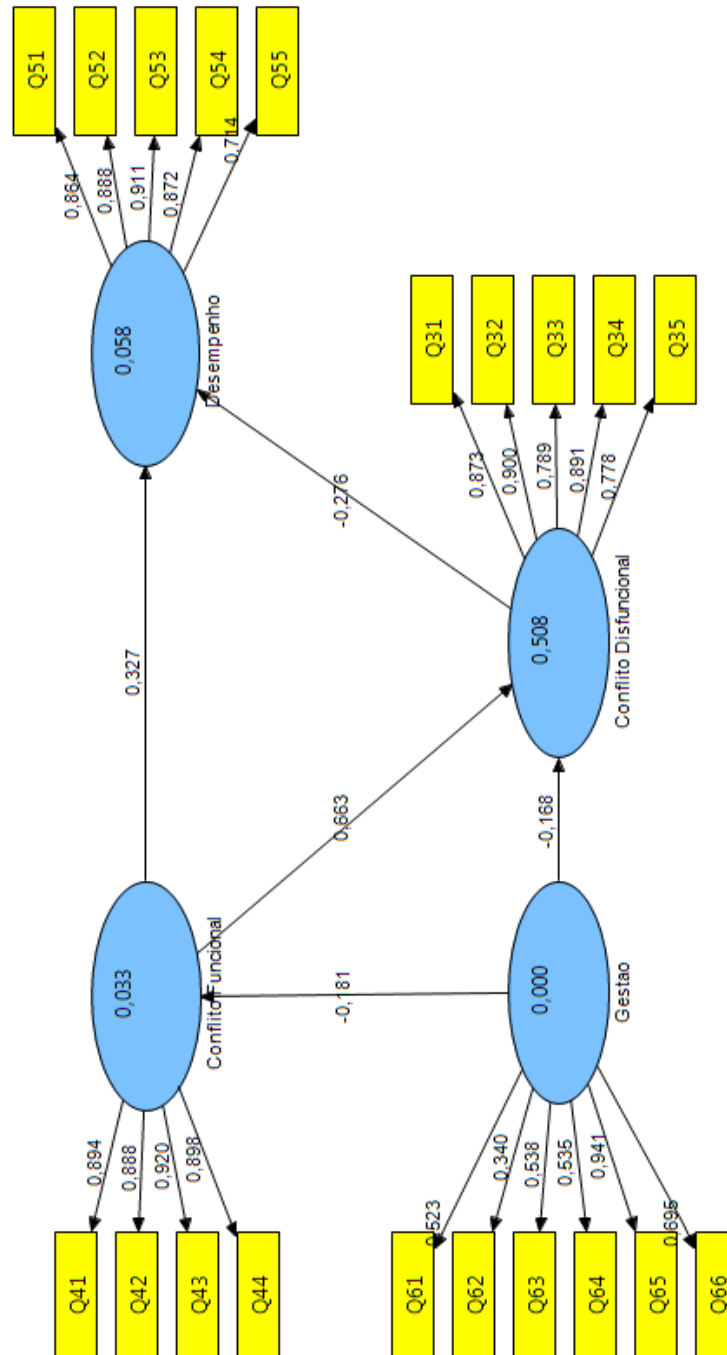 Q41
Q42
Q43
Q44
0,894
0,888
0,920
0,898
0,033
Conflito Funcional
0,327
0,058
Desempenho
0,864
0,888
0,911
0,872
0,714
Q51
Q52
Q53
Q54
Q55
-0,181
0,663
-0,276
Q61
Q62
Q63
Q64
Q65
Q66
0,523
0,340
0,538
0,535
0,941
0,695
0,000
Gestao
-0,168
0,508
Conflito Disfuncional
0,873
0,900
0,789
0,891
0,778
Q31
Q32
Q33
Q34
Q35